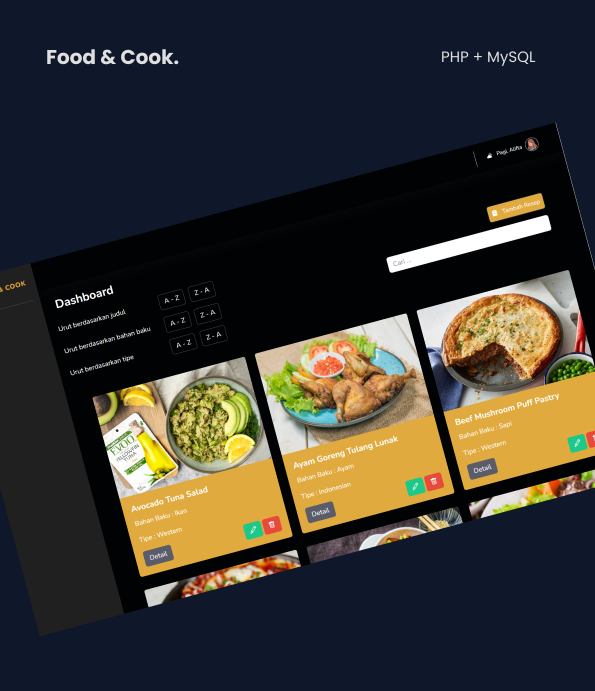 Food & Cook.
PHP + MySQL
Pagi, Alifia
& COOK
Tambah Resep
Cari ...
Dashboard
Urut berdasarkan judul
A - Z
Z - A
Urut berdasarkan bahan baku
A - Z
Z - A
Urut berdasarkan tipe
A - Z
Z - A
Avocado Tuna Salad
Bahan Baku : Ikan
Tipe : Western
Detail
Ayam Goreng Tulang Lunak
Bahan Baku : Ayam
Tipe : Indonesian
Detail
Beef Mushroom Puff Pastry
Bahan Baku : Sapi
Tipe : Western
Detail
YELLOWFIN
TUNA